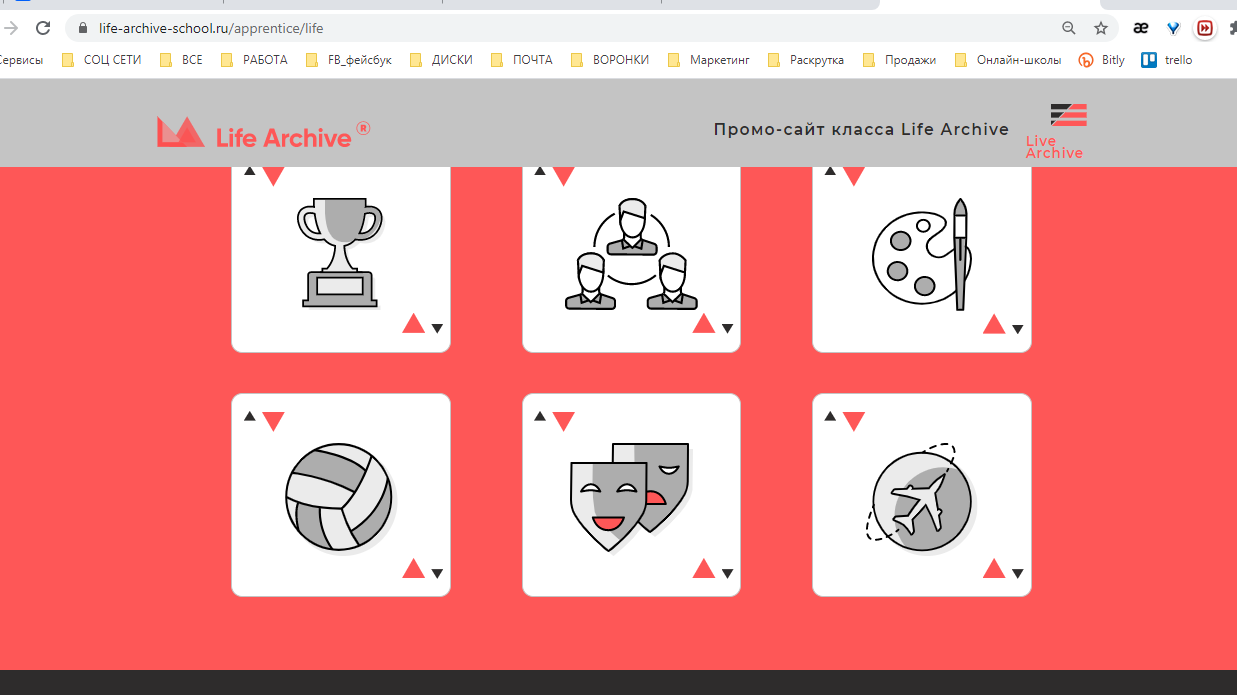 life-archive-school.ru/apprentice/life
СОЦ СЕТИ ВСЕ РАБОТА FB_фейсбук ДИСКИ ПОЧТА ВОРОНКИ Маркетинг Раскрутка Продажи Онлайн-школы Bitly trello
Life Archive ®
Промо-сайт класса Life Archive
Live
Archive